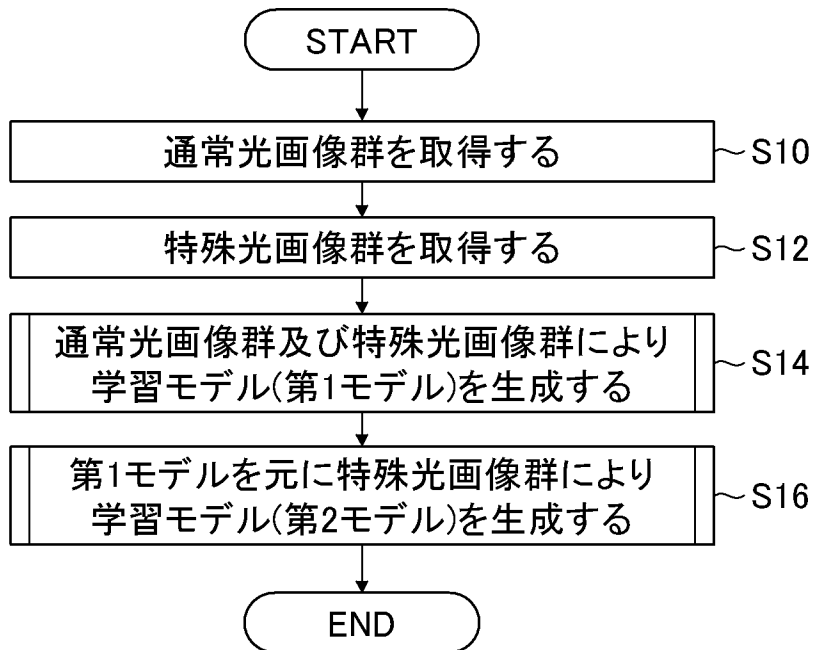 START
通常光画像群を取得する
S10
特殊光画像群を取得する
S12
通常光画像群及び特殊光画像群により
学習モデル(第1モデル)を生成する
S14
第1モデルを元に特殊光画像群により
学習モデル(第2モデル)を生成する
S16
END